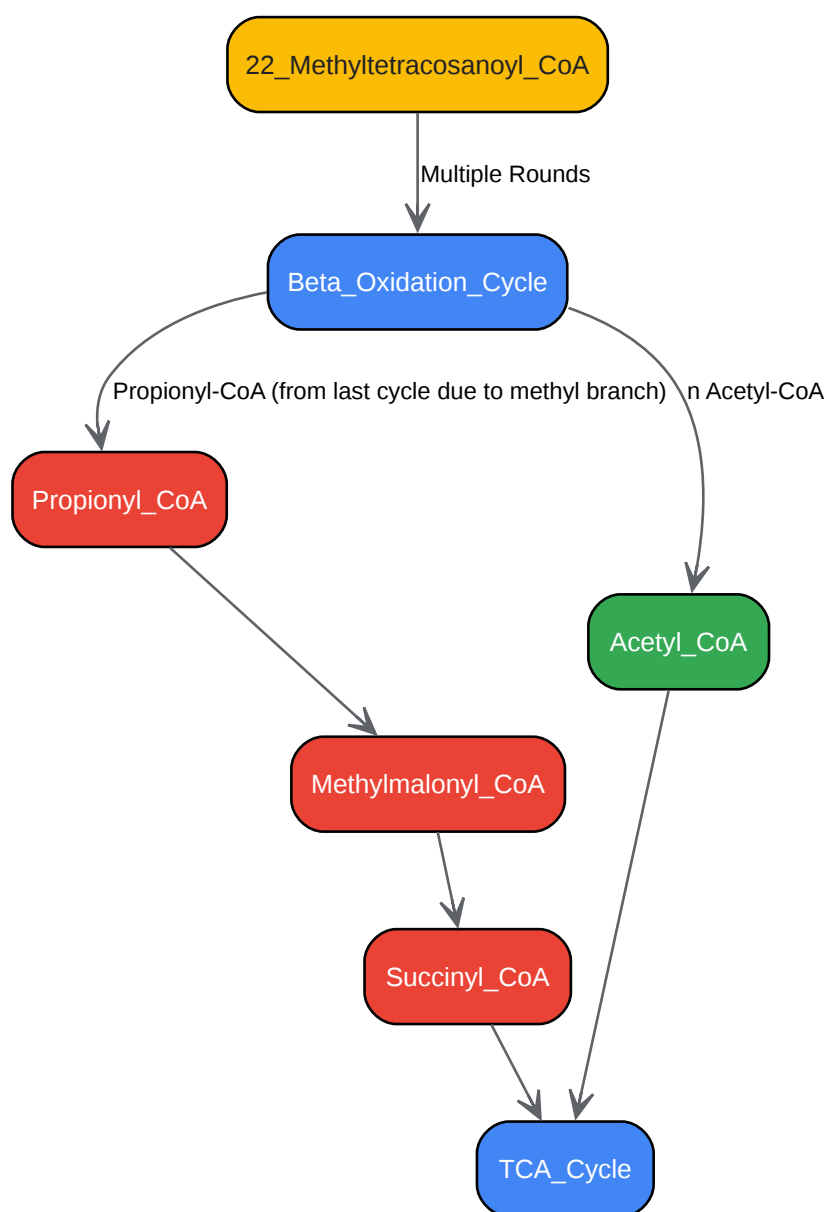 22_Methyltetracosanoyl_CoA
Multiple Rounds
Beta_Oxidation_Cycle
Propionyl-CoA (from last cycle due to methyl branch)
n Acetyl-CoA
Propionyl_CoA
Acetyl_CoA
Methylmalonyl_CoA
Succinyl_CoA
TCA_Cycle